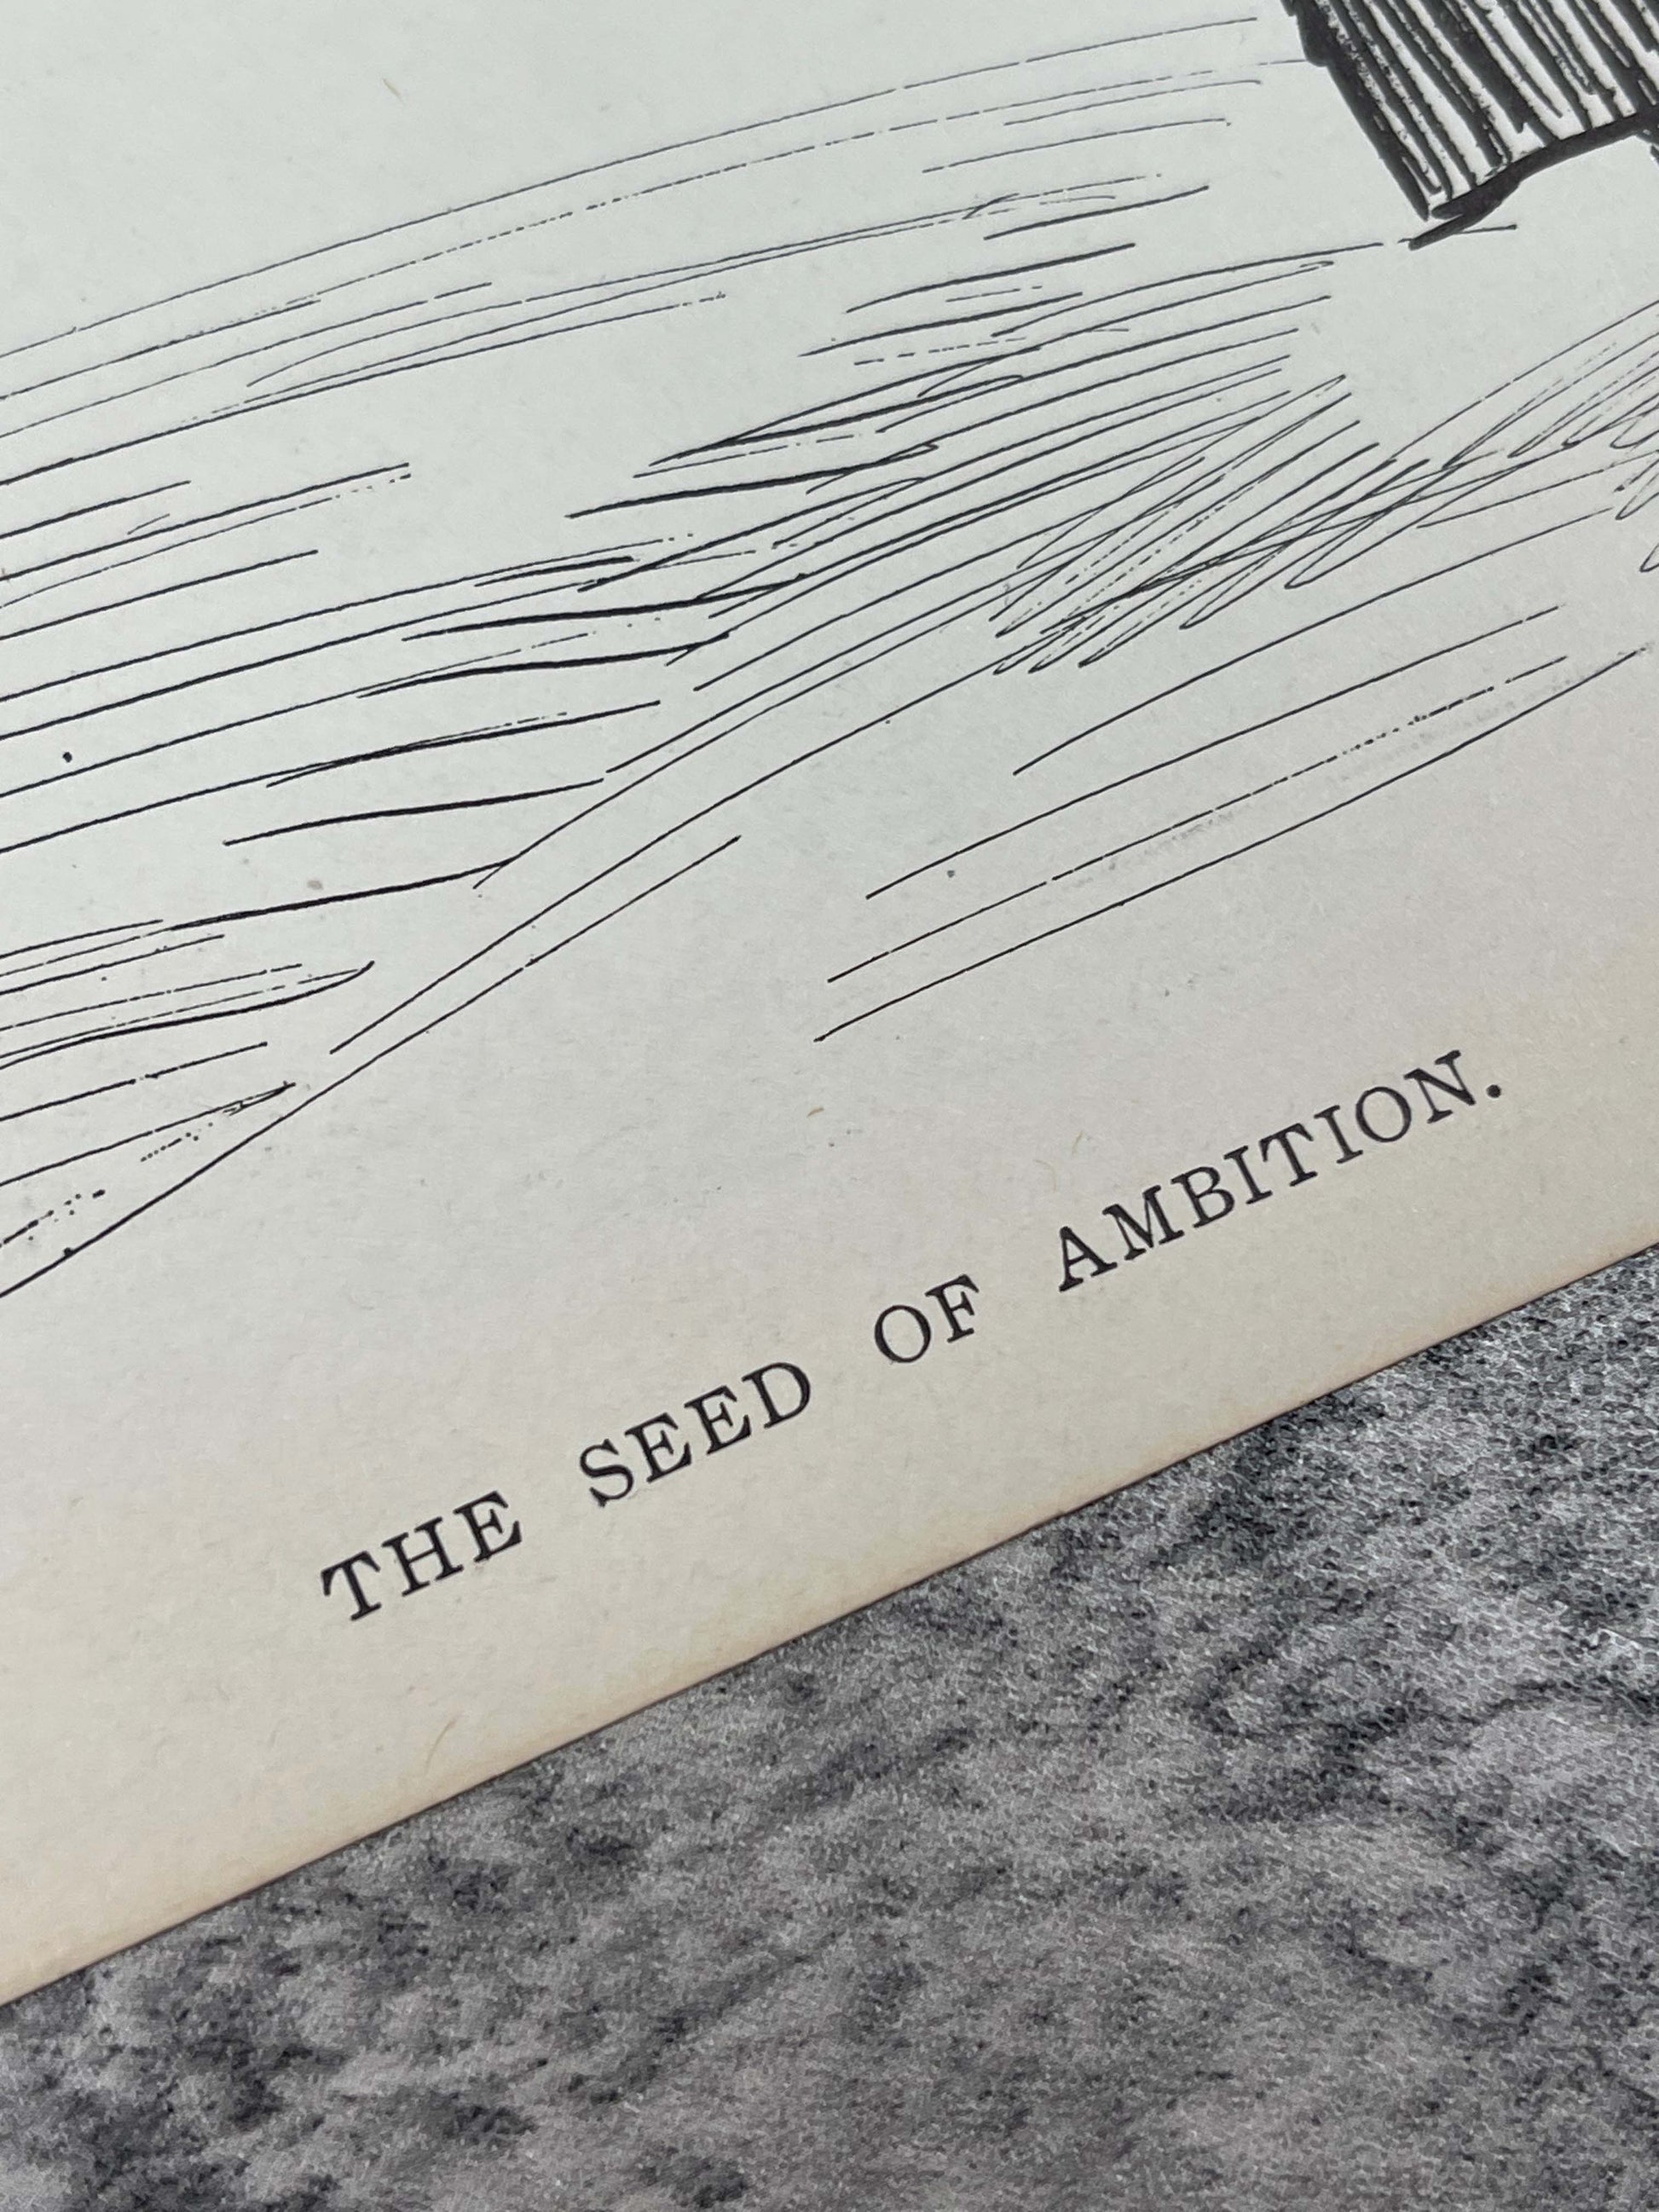 THE SEED OF AMBITION.